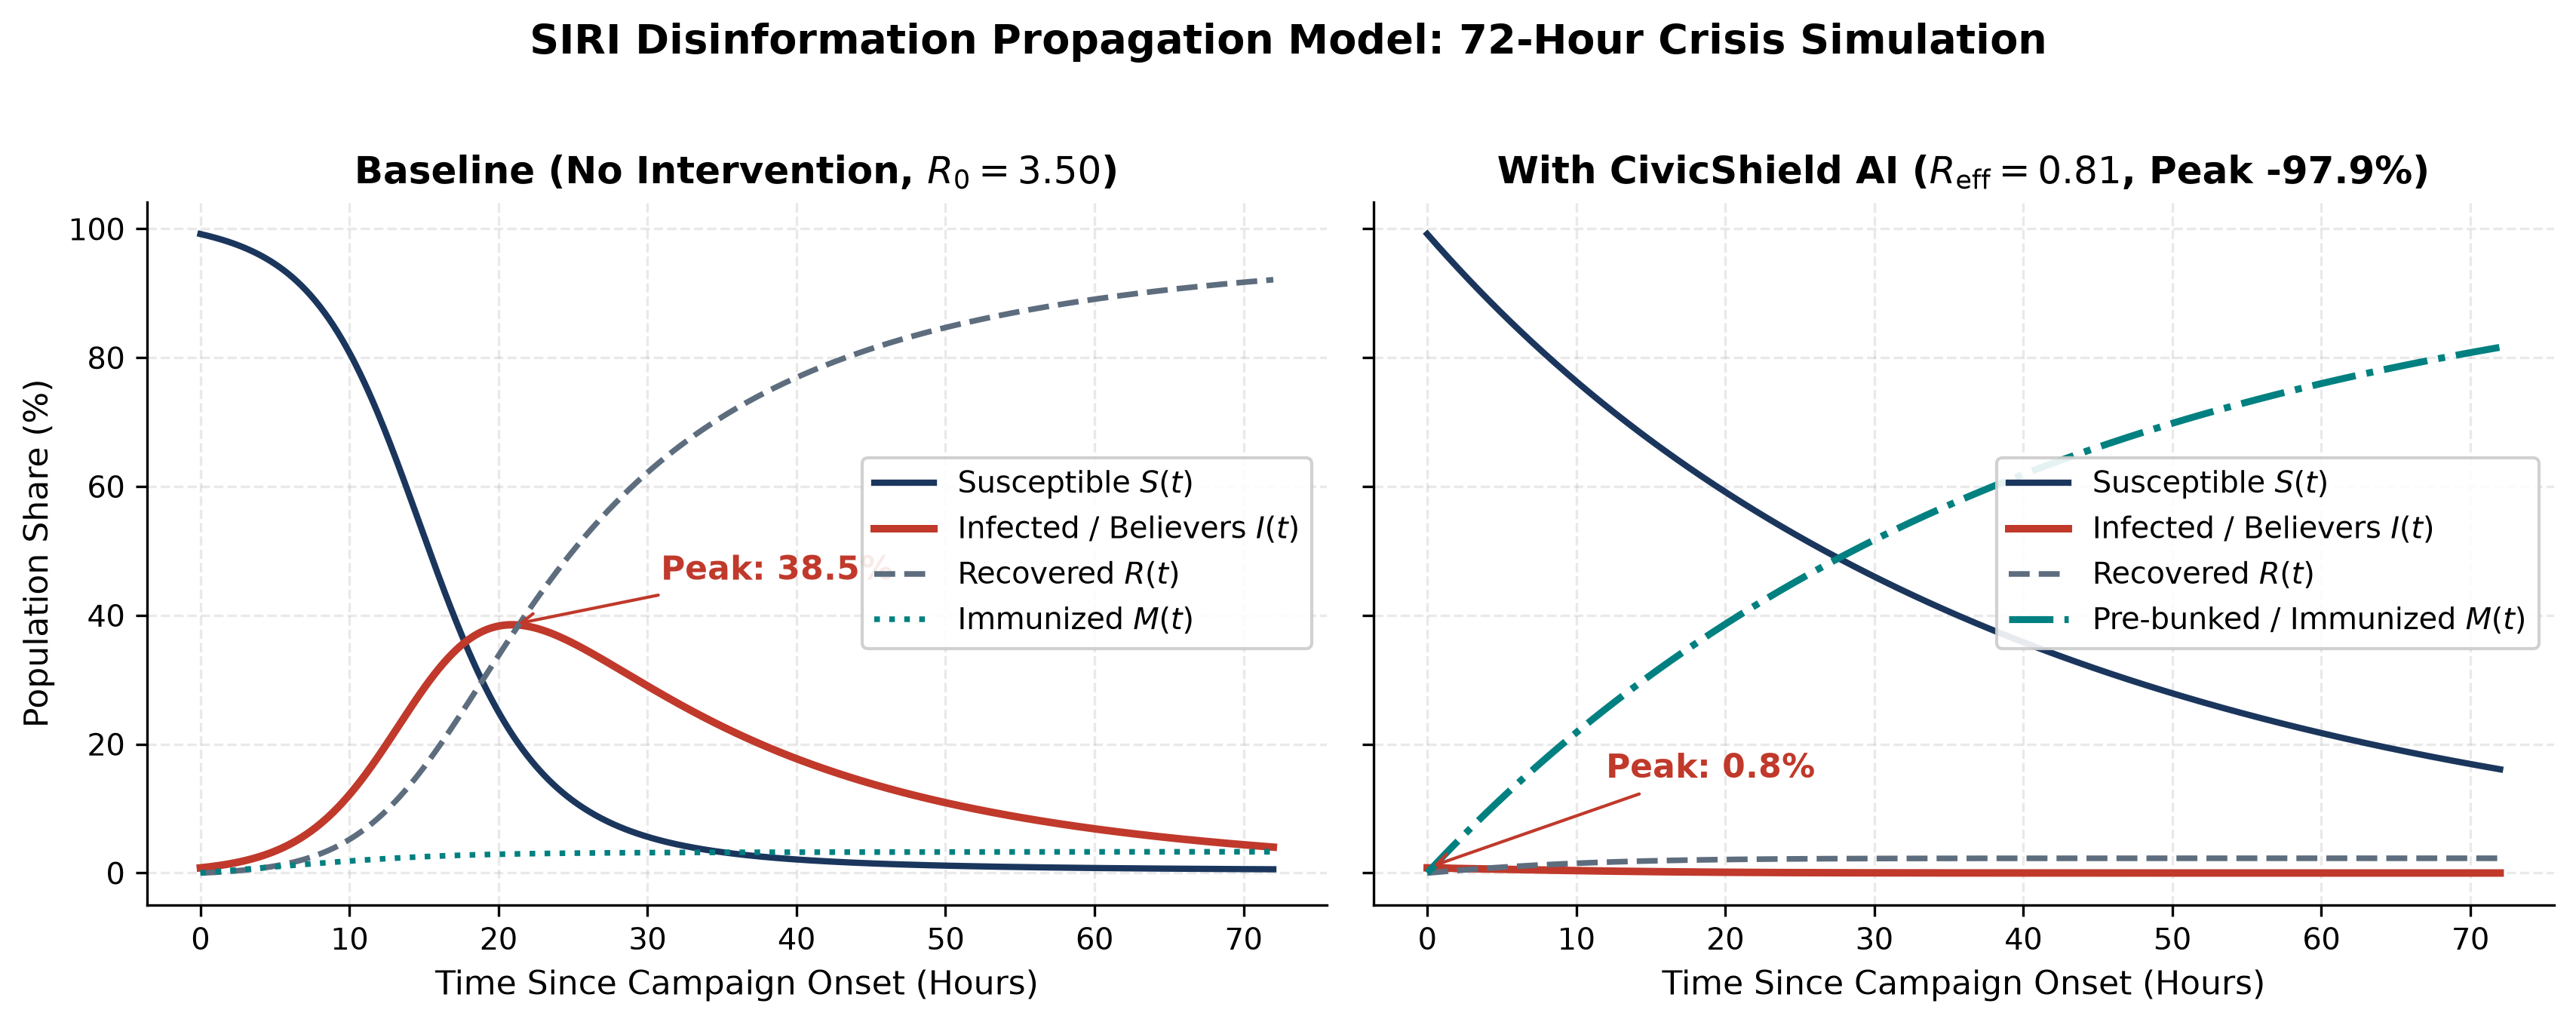 SIRI Disinformation Propagation Model: 72-Hour Crisis Simulation
Baseline (No Intervention, R₀ = 3.50)
100
80
60
40
20
0
Population Share (%)
Peak: 38.5%
Susceptible S(t)
Infected / Believers I(t)
Recovered R(t)
Immunized M(t)
0 10 20 30 40 50 60 70
Time Since Campaign Onset (Hours)
With CivicShield AI (R_eff = 0.81, Peak -97.9%)
Peak: 0.8%
Susceptible S(t)
Infected / Believers I(t)
Recovered R(t)
Pre-bunked / Immunized M(t)
0 10 20 30 40 50 60 70
Time Since Campaign Onset (Hours)